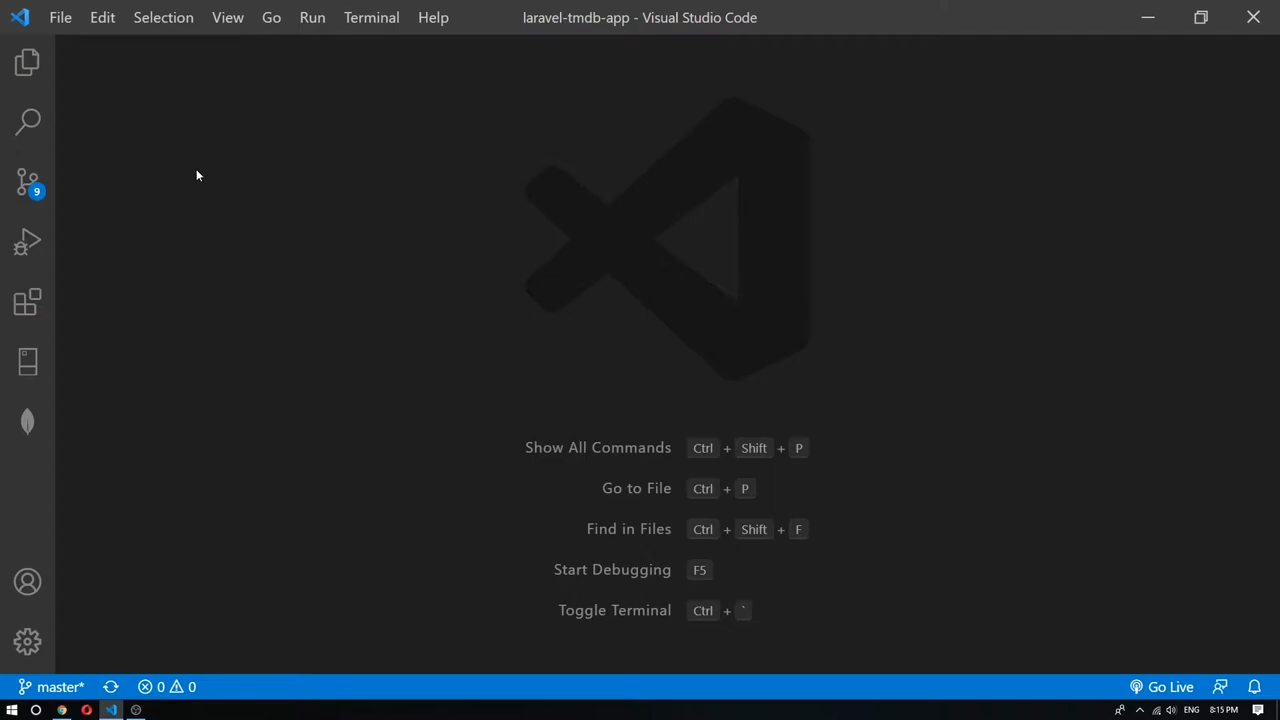 File Edit Selection View Go Run Terminal Help
laravel-tmdb-app - Visual Studio Code
9
Show All Commands Ctrl + Shift + P
Go to File Ctrl + P
Find in Files Ctrl + Shift + F
Start Debugging F5
Toggle Terminal Ctrl + `
master* 0 0 Go Live
ENG 8:15 PM